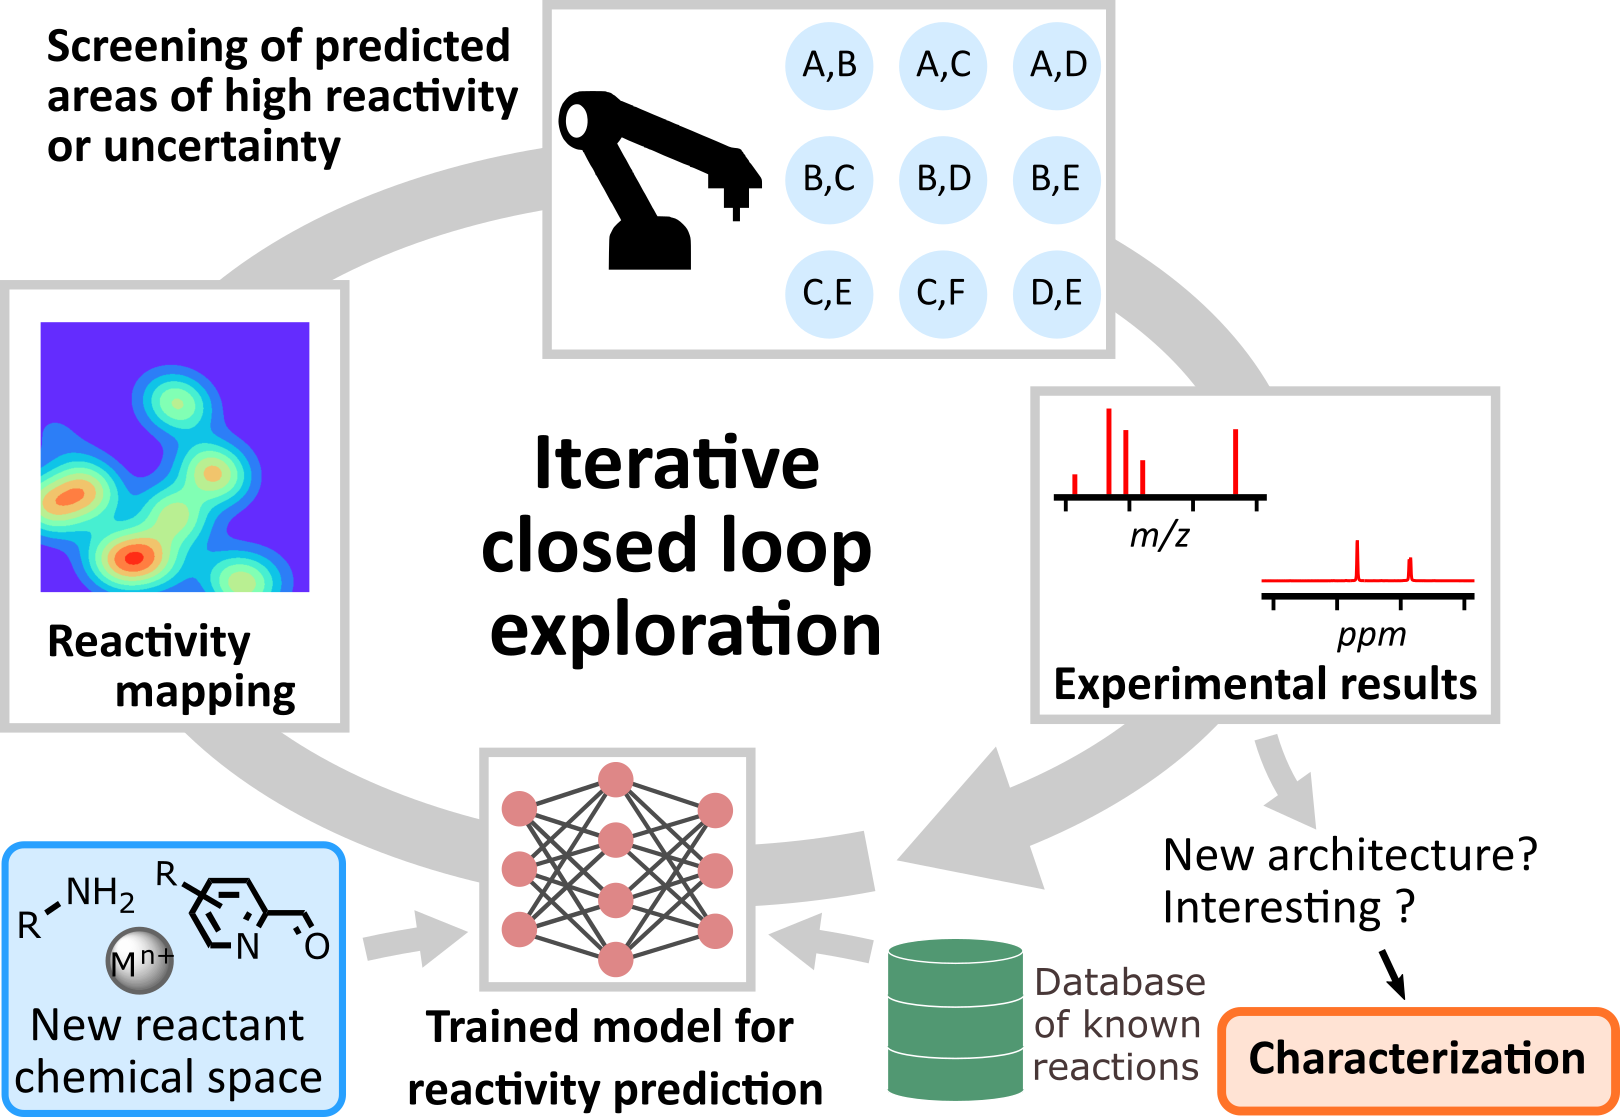 Screening of predicted
areas of high reactivity
or uncertainty
A,B A,C A,D
B,C B,D B,E
C,E C,F D,E
Iterative
closed loop
exploration
m/z
ppm
Experimental results
Reactivity
mapping
New architecture?
Interesting ?
Characterization
Database
of known
reactions
Trained model for
reactivity prediction
R NH2
R N O
Mn+
New reactant
chemical space